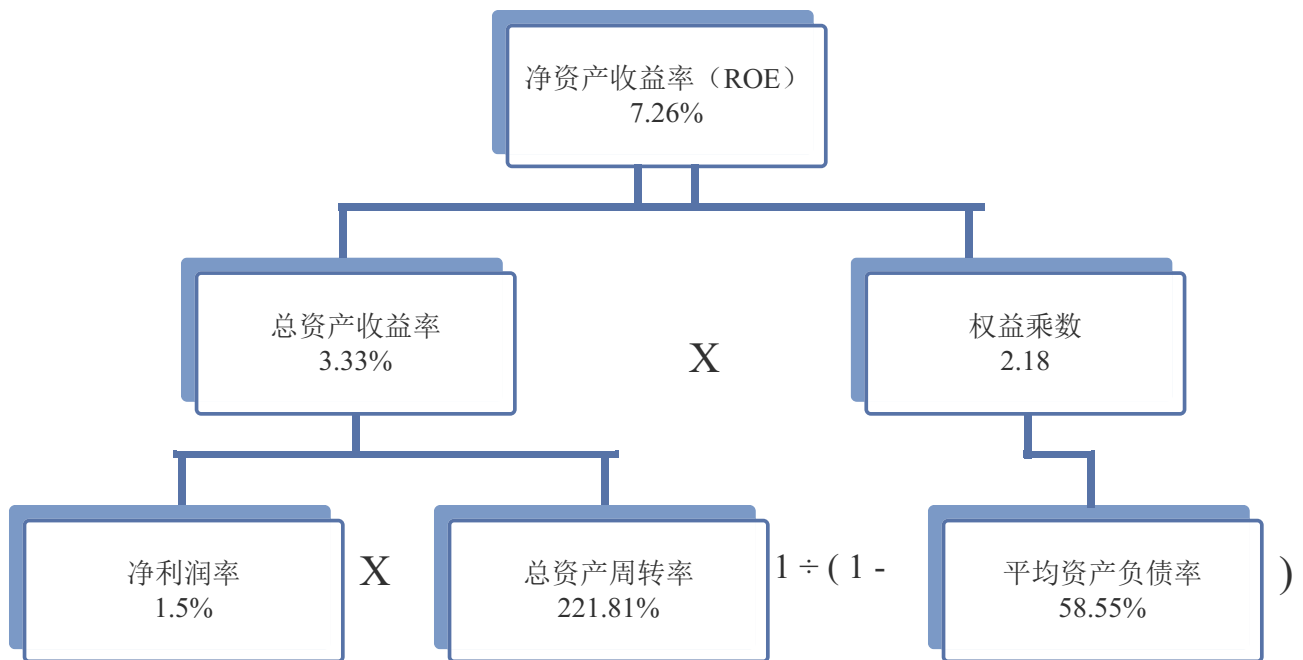 净资产收益率（ROE）
7.26%
总资产收益率
3.33%
X
权益乘数
2.18
净利润率
1.5%
X
总资产周转率
221.81%
1 ÷ ( 1 -
平均资产负债率
58.55%
)